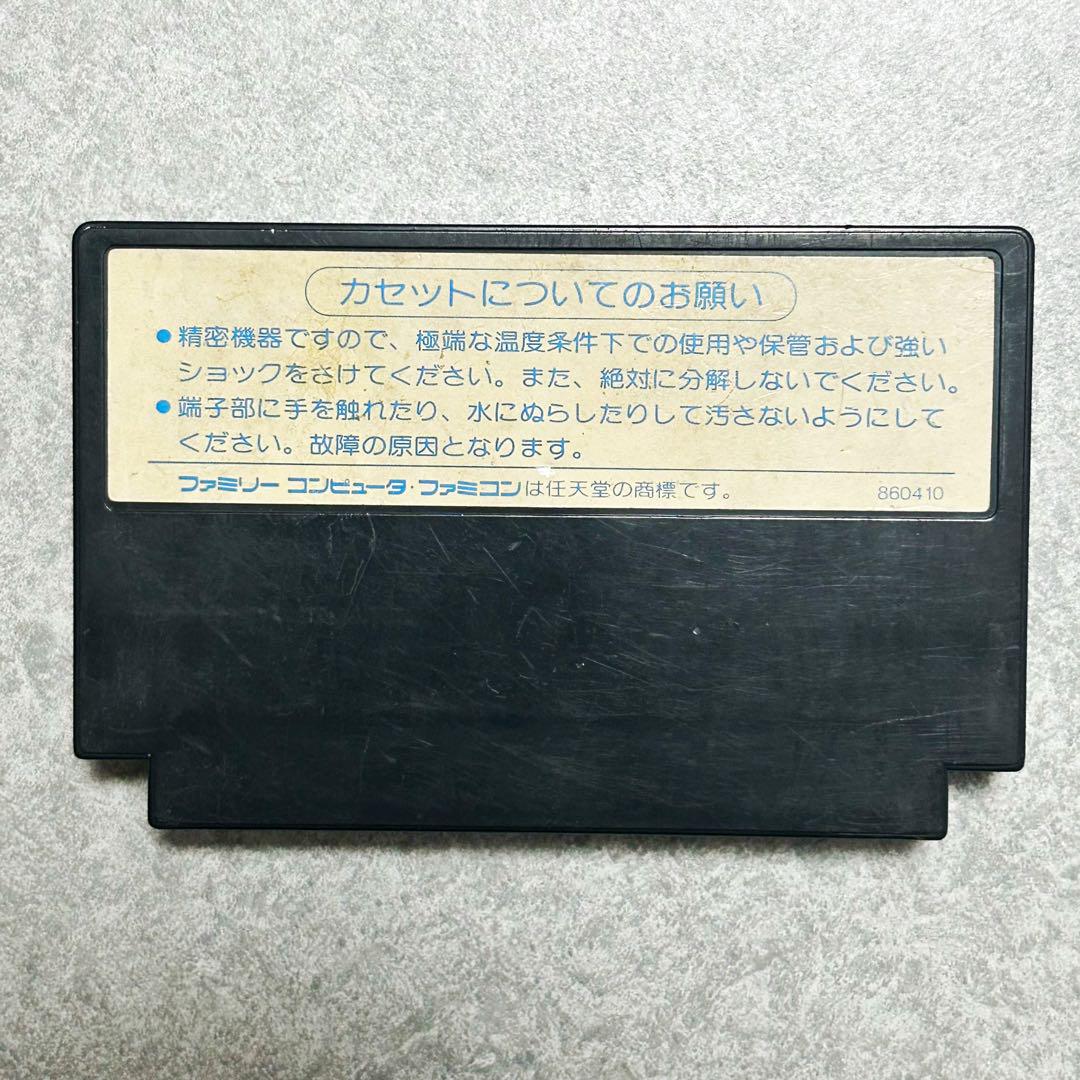 カセットについてのお願い
●精密機器ですので、極端な温度条件下での使用や保管および強い
ショックをさけてください。また、絶対に分解しないでください。
●端子部に手を触れたり、水にぬらしたりして汚さないようにして
ください。故障の原因となります。
ファミリー コンピュータ・ファミコンは任天堂の商標です。 860410